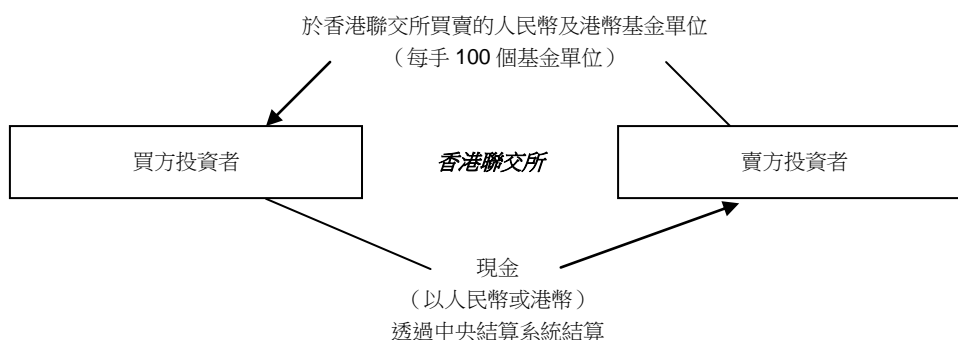 於香港聯交所買賣的人民幣及港幣基金單位
（每手 100 個基金單位）
買方投資者
香港聯交所
賣方投資者
現金
（以人民幣或港幣）
透過中央結算系統結算